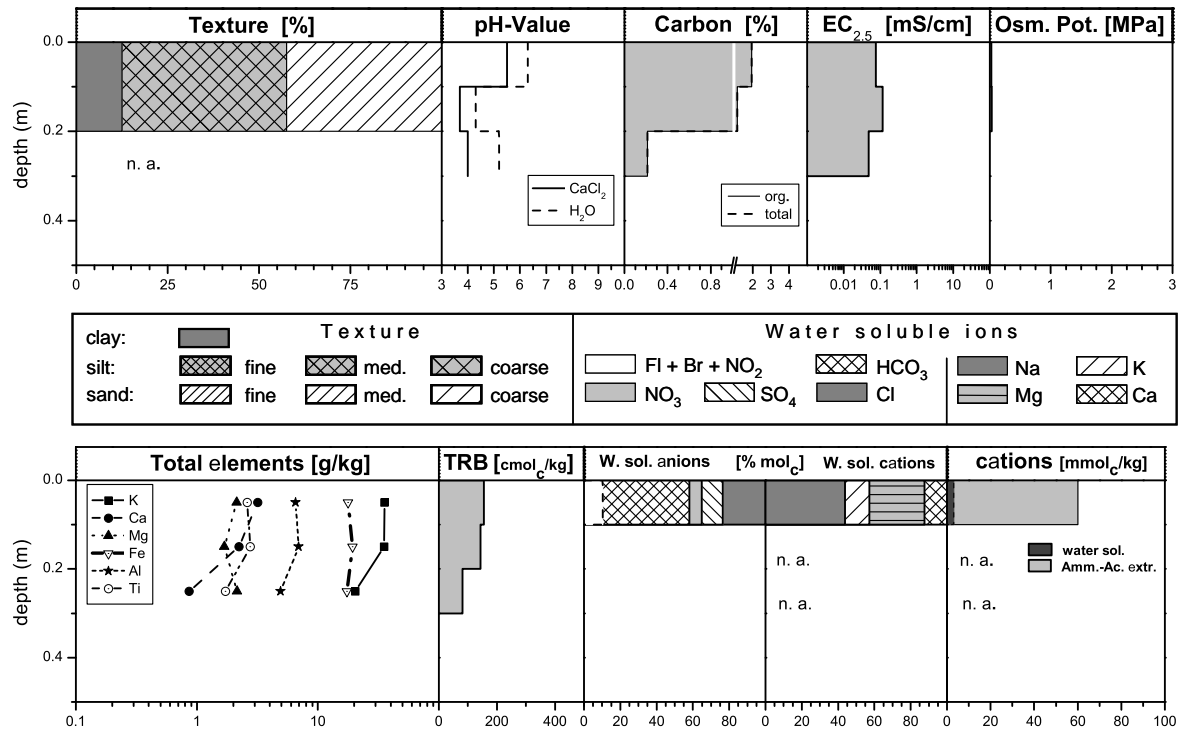 Texture [%] pH-Value Carbon [%] EC2.5 [mS/cm] Osm. Pot. [MPa]
0.0
0.2
0.4
depth (m)
n. a.
CaCl2
H2O
org.
total
0 25 50 75 3 4 5 6 7 8 9 0.0 0.8 2 4 0.01 0.1 1 10 0 1 2 3
Texture
clay:
silt: fine med. coarse
sand: fine med. coarse
Water soluble ions
Fl + Br + NO2 HCO3 Na K
NO3 SO4 Cl Mg Ca
Total elements [g/kg] TRB [cmolc/kg] W. sol. anions [% molc] W. sol. cations cations [mmolc/kg]
0.0
0.2
0.4
depth (m)
K
Ca
Mg
Fe
Al
Ti
n. a.
n. a.
n. a.
n. a.
water sol.
Amm.-Ac. extr.
0.1 1 10 0 200 400 0 20 40 60 80 0 20 40 60 80 0 20 40 60 80 100